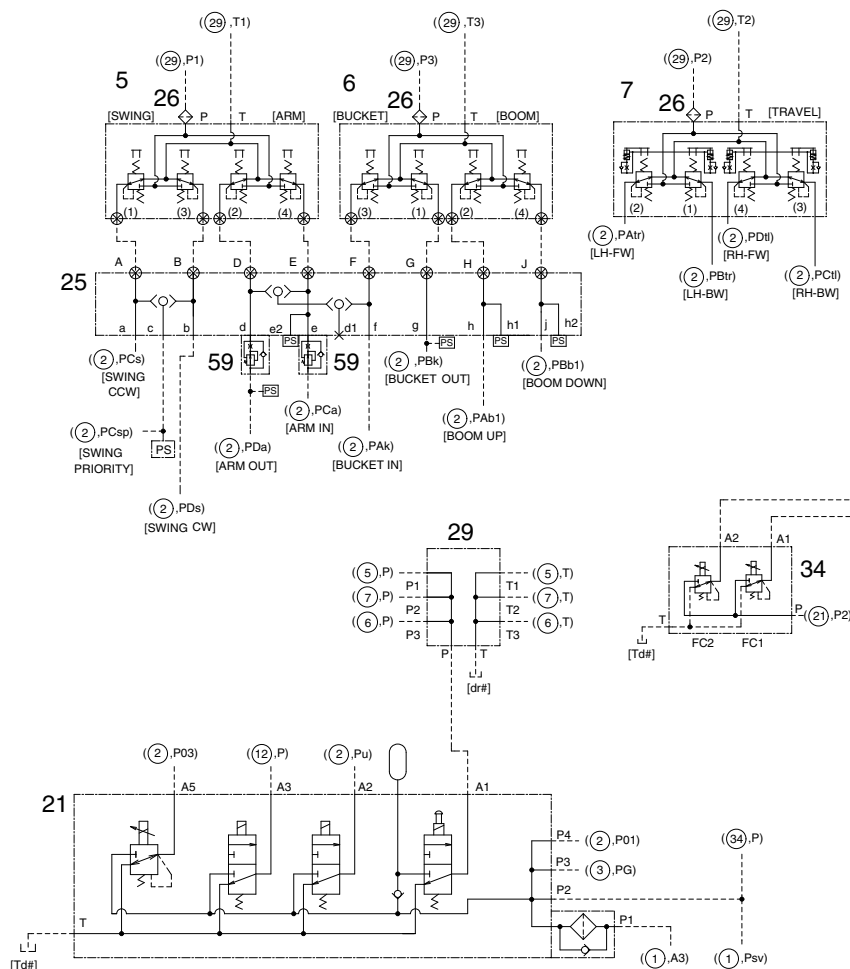 (29,T1)
(29,T3)
(29,T2)
(29,P1)
(29,P3)
(29,P2)
5
6
7
26
26
26
[SWING]
P
T
[ARM]
[BUCKET]
P
T
[BOOM]
P
T
[TRAVEL]
(1)
(3)
(2)
(4)
(3)
(1)
(2)
(4)
(2)
(1)
(4)
(3)
(2,PAtr)
[LH-FW]
(2,PDtl)
[RH-FW]
(2,PBtr)
[LH-BW]
(2,PCtl)
[RH-BW]
A
B
D
E
F
G
H
J
25
a
c
b
d
e2
e
d1
f
g
h
h1
j
h2
PS
PS
PS
PS
59
59
PS
PS
(2,PCs)
[SWING
CCW]
(2,PBk)
[BUCKET OUT]
(2,PBb1)
[BOOM DOWN]
(2,PCa)
[ARM IN]
(2,PAb1)
[BOOM UP]
(2,PCsp)
[SWING
PRIORITY]
(2,PDa)
[ARM OUT]
(2,PAk)
[BUCKET IN]
(2,PDs)
[SWING CW]
29
(5,P)
P1
(7,P)
P2
(6,P)
P3
(5,T)
T1
(7,T)
T2
(6,T)
T3
P
T
[dr#]
A2
A1
34
T
P
(21,P2)
[Td#]
FC2
FC1
(2,P03)
(12,P)
(2,Pu)
A5
A3
A2
A1
21
P4
(2,P01)
P3
(3,PG)
P2
(34,P)
T
P1
[Td#]
(1,A3)
(1,Psv)